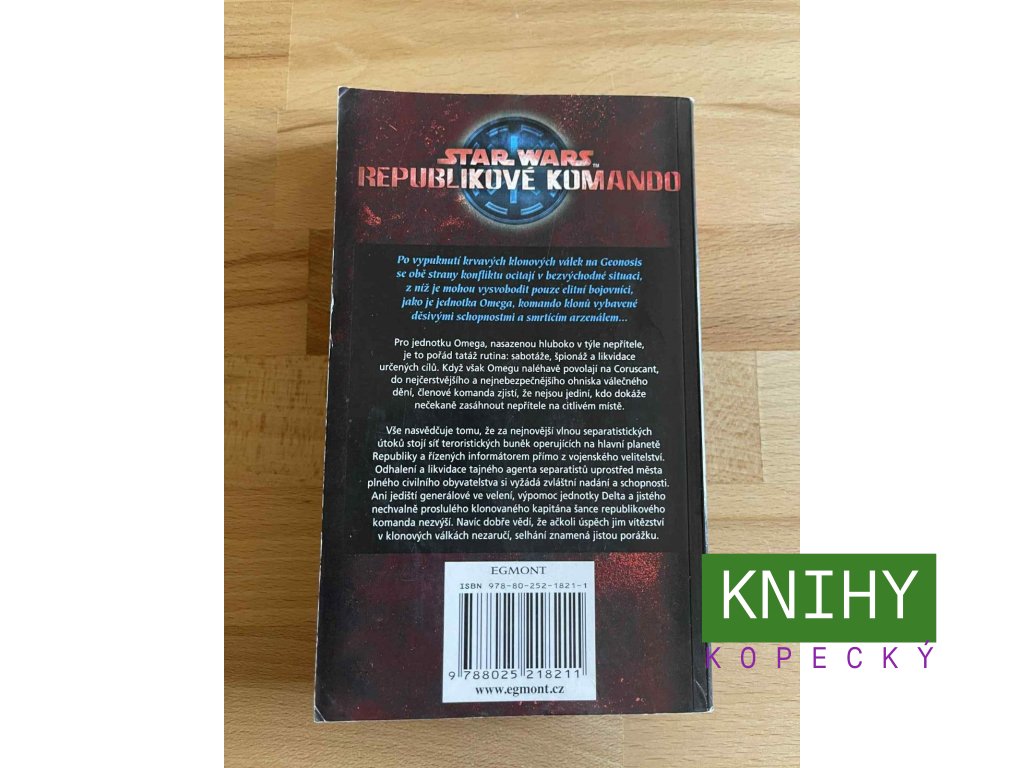 STAR WARS™
REPUBLIKOVÉ KOMANDO
Po vypuknutí krvavých klonových válek na Geonosis
se obě strany konfliktu ocitají v bezvýchodné situaci,
z níž je mohou vysvobodit pouze elitní bojovníci,
jako je jednotka Omega, komando klonů vybavené
děsivými schopnostmi a smrtícím arzenálem...
Pro jednotku Omega, nasazenou hluboko v týle nepřítele,
je to pořád tatáž rutina: sabotáže, špionáž a likvidace
určených cílů. Když však Omegu naléhavě povolají na Coruscant,
do nejčerstvějšího a nejnebezpečnějšího ohniska válečného
dění, členové komanda zjistí, že nejsou jediní, kdo dokáže
nečekaně zasáhnout nepřítele na citlivém místě.
Vše nasvědčuje tomu, že za nejnovější vlnou separatistických
útoků stojí síť teroristických buněk operujících na hlavní planetě
Republiky a řízených informátorem přímo z vojenského velitelství.
Odhalení a likvidace tajného agenta separatistů uprostřed města
plného civilního obyvatelstva si vyžádá zvláštní nadání a schopnosti.
Ani jedištf generálové ve velení, výpomoc jednotky Delta a jistého
nechvalně proslulého klonovaného kapitána šance republikového
komanda nezvýší. Navíc dobře vědí, že ačkoli úspěch jim vítězství
v klonových válkách nezaručí, selhání znamená jistou porážku.
EGMONT
ISBN 978-80-252-1821-1
9 788025 218211
www.egmont.cz
KNIHY
KOPECKÝ